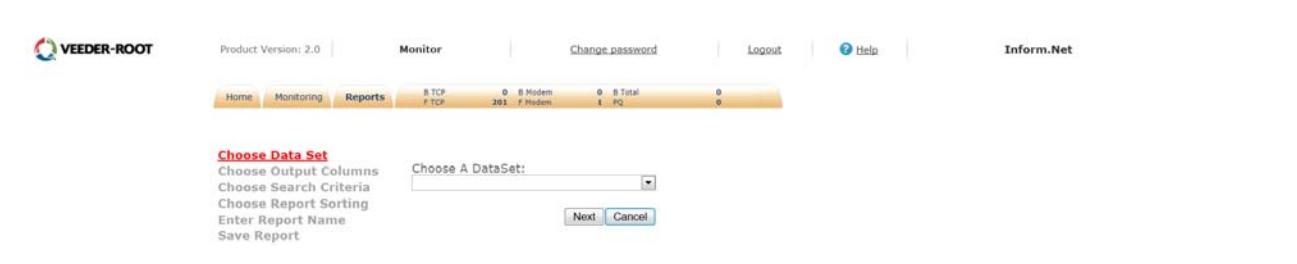 VEEDER-ROOT Product Version: 2.0 Monitor Change password Logout ? Help Inform.Net
Home Monitoring Reports B TCP 0 B Modem 0 B Total 0
F TCP 201 F Modem 1 PQ 0
Choose Data Set
Choose Output Columns
Choose Search Criteria
Choose Report Sorting
Enter Report Name
Save Report
Choose A DataSet:
Next Cancel